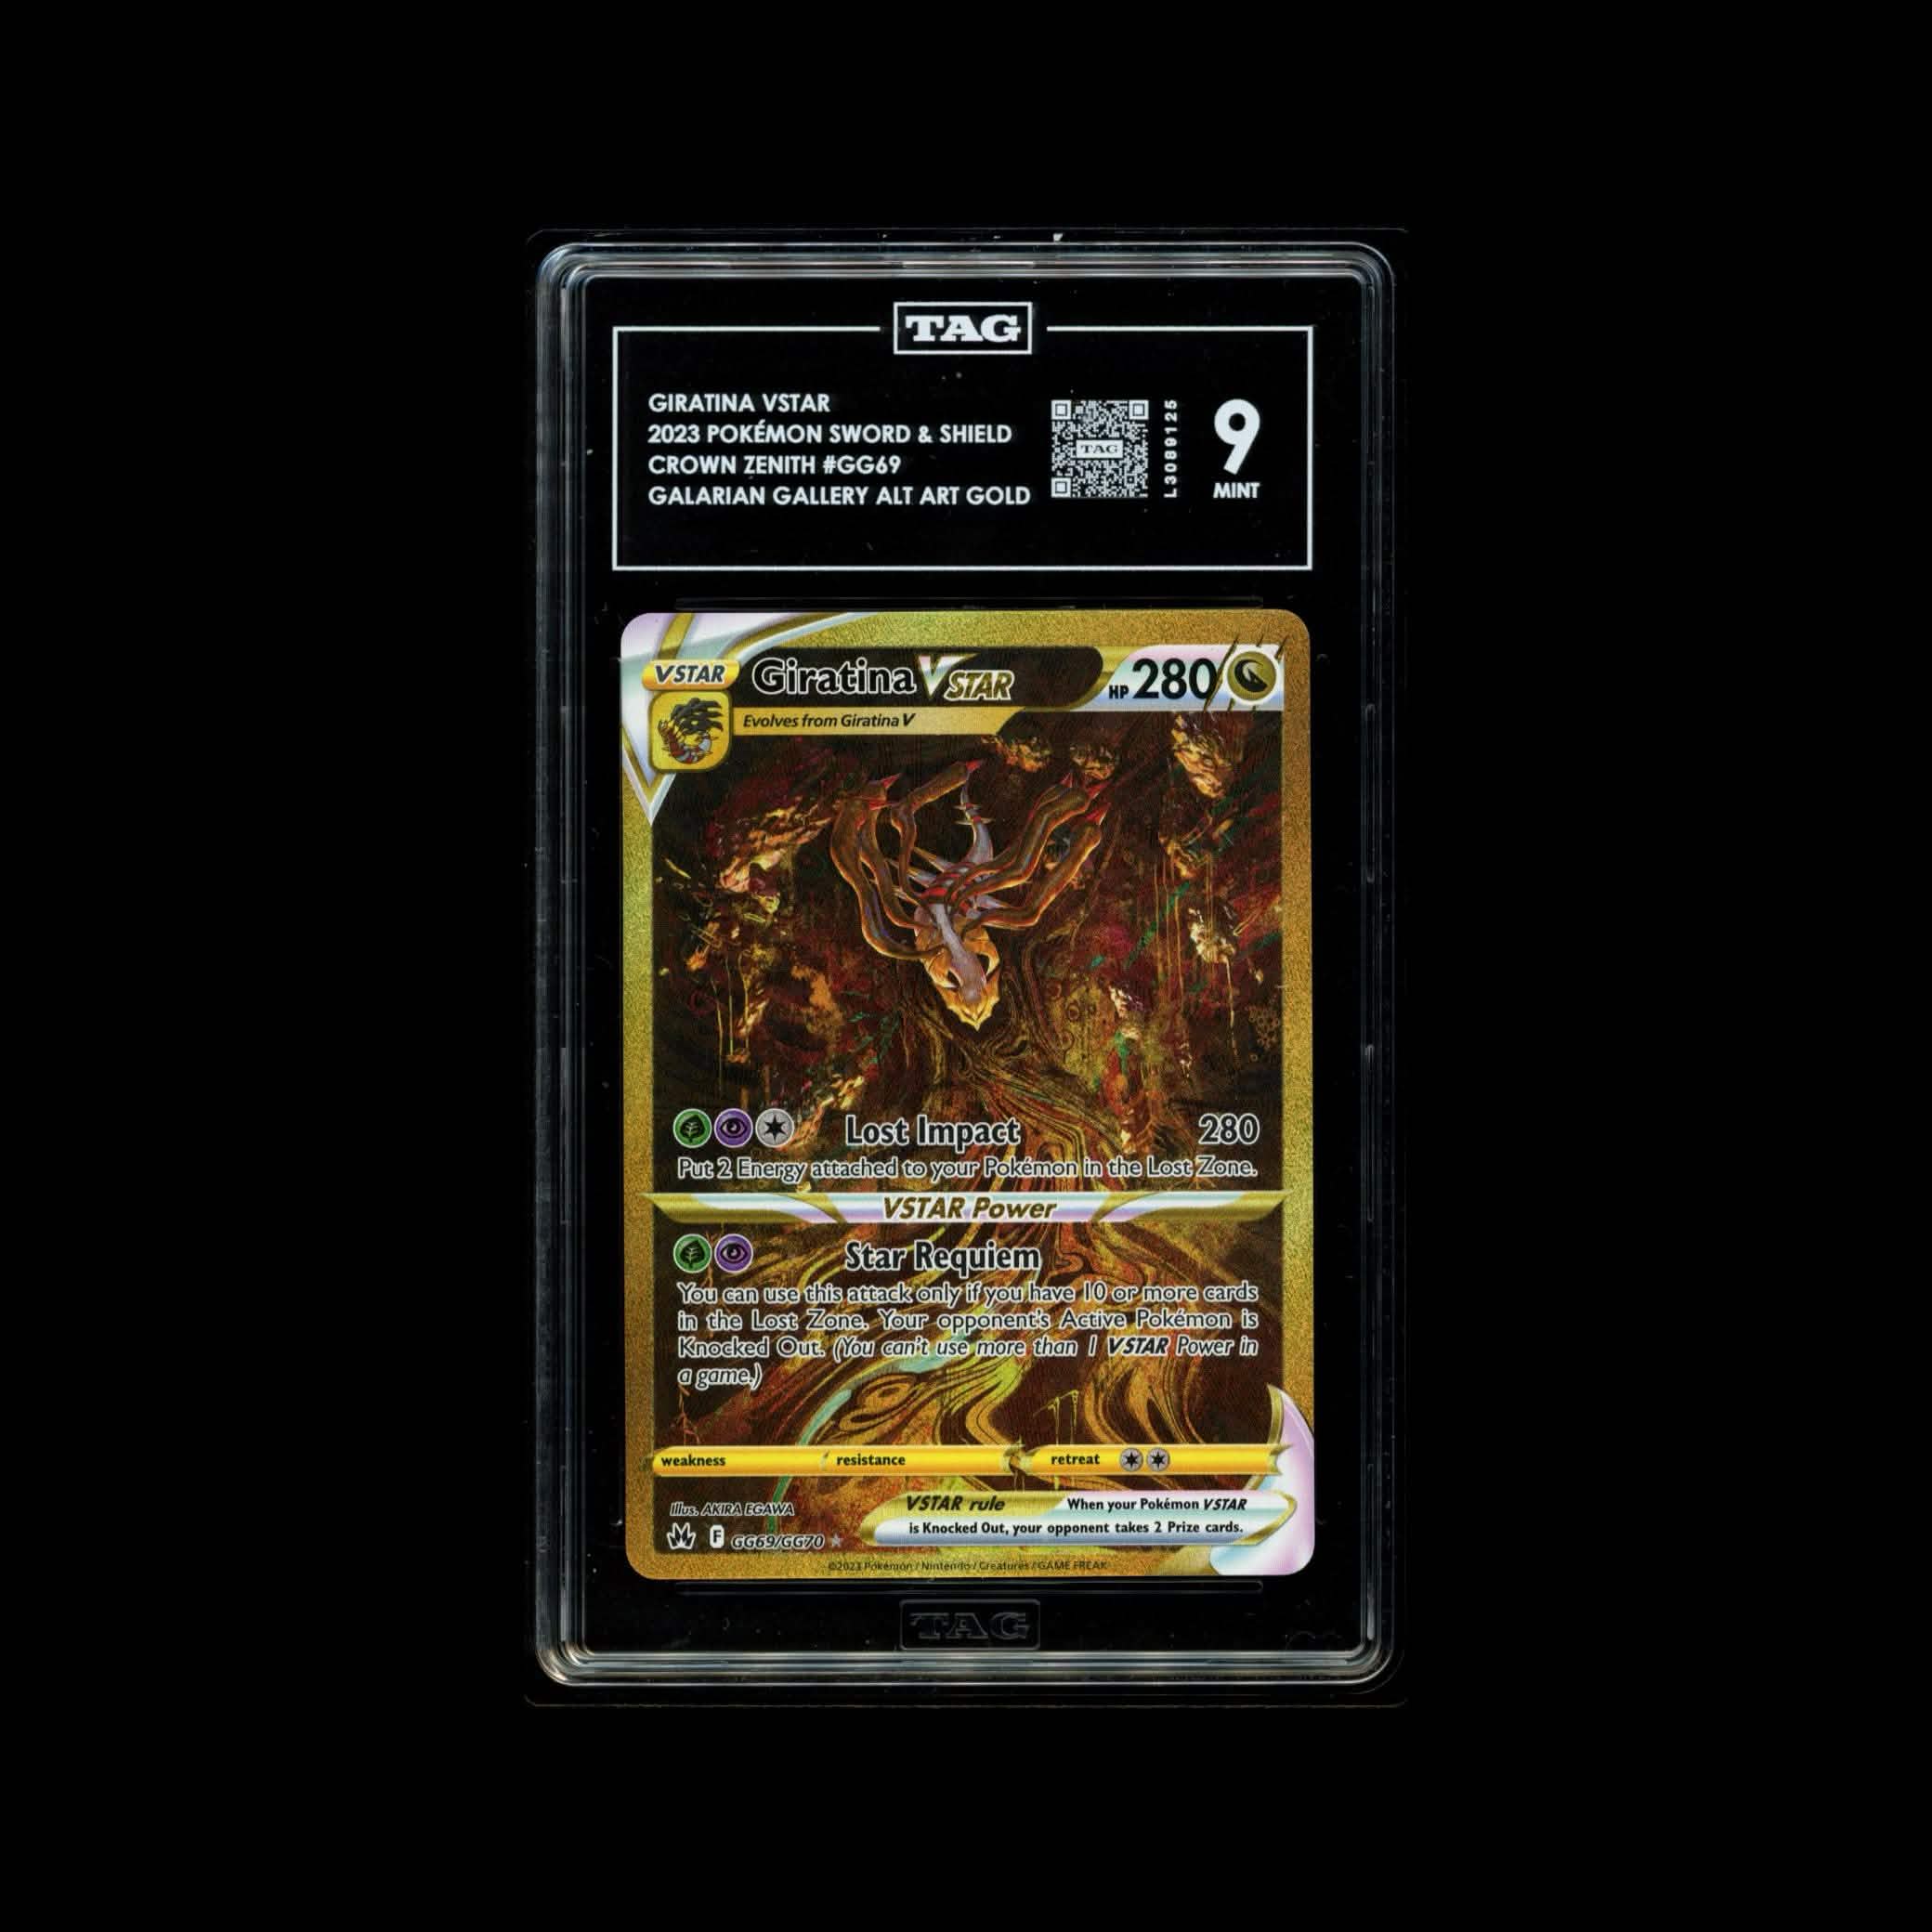 TAG
GIRATINA VSTAR
2023 POKÉMON SWORD & SHIELD
CROWN ZENITH #GG69
GALARIAN GALLERY ALT ART GOLD
TAG
L3089125
9
MINT
VSTAR
Giratina VSTAR
HP 280
Evolves from Giratina V
Lost Impact 280
Put 2 Energy attached to your Pokémon in the Lost Zone.
VSTAR Power
Star Requiem
You can use this attack only if you have 10 or more cards
in the Lost Zone. Your opponent's Active Pokémon is
Knocked Out. (You can't use more than 1 VSTAR Power in
a game.)
weakness resistance retreat
Illus. AKIRA EGAWA
VSTAR rule When your Pokémon VSTAR
is Knocked Out, your opponent takes 2 Prize cards.
F GG69/GG70
©2023 Pokémon / Nintendo / Creatures / GAME FREAK
TAG